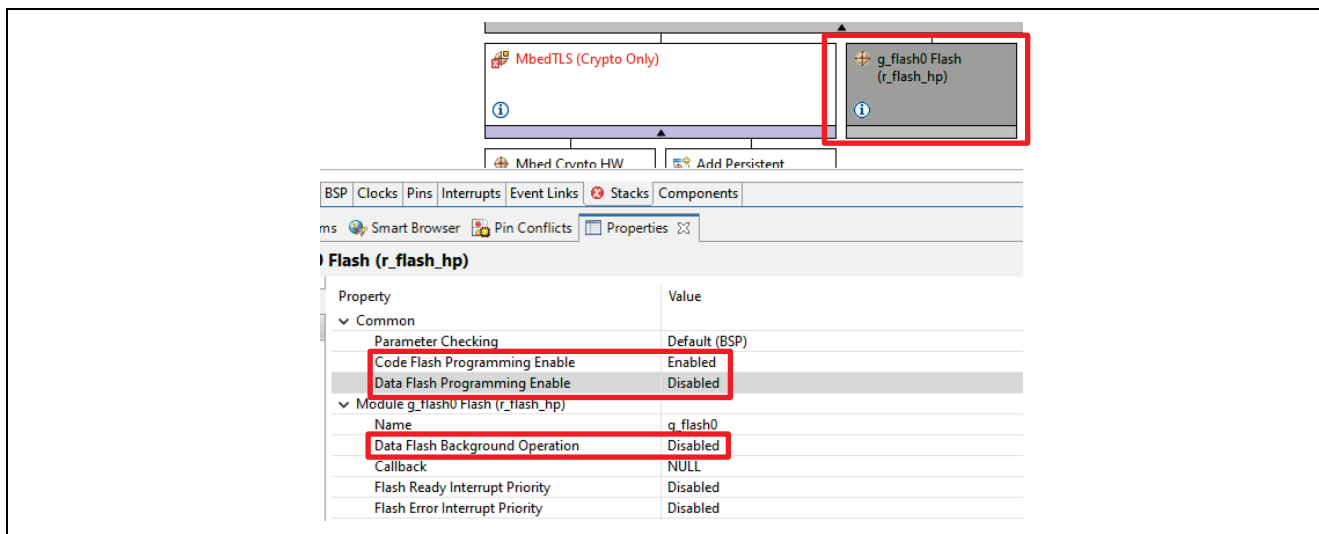 MbedTLS (Crypto Only)
g_flash0 Flash
(r_flash_hp)
Mbed Crypto HW
Add Persistent
BSP Clocks Pins Interrupts Event Links Stacks Components
ms Smart Browser Pin Conflicts Properties
Flash (r_flash_hp)
Property Value
Common
Parameter Checking Default (BSP)
Code Flash Programming Enable Enabled
Data Flash Programming Enable Disabled
Module g_flash0 Flash (r_flash_hp)
Name g_flash0
Data Flash Background Operation Disabled
Callback NULL
Flash Ready Interrupt Priority Disabled
Flash Error Interrupt Priority Disabled